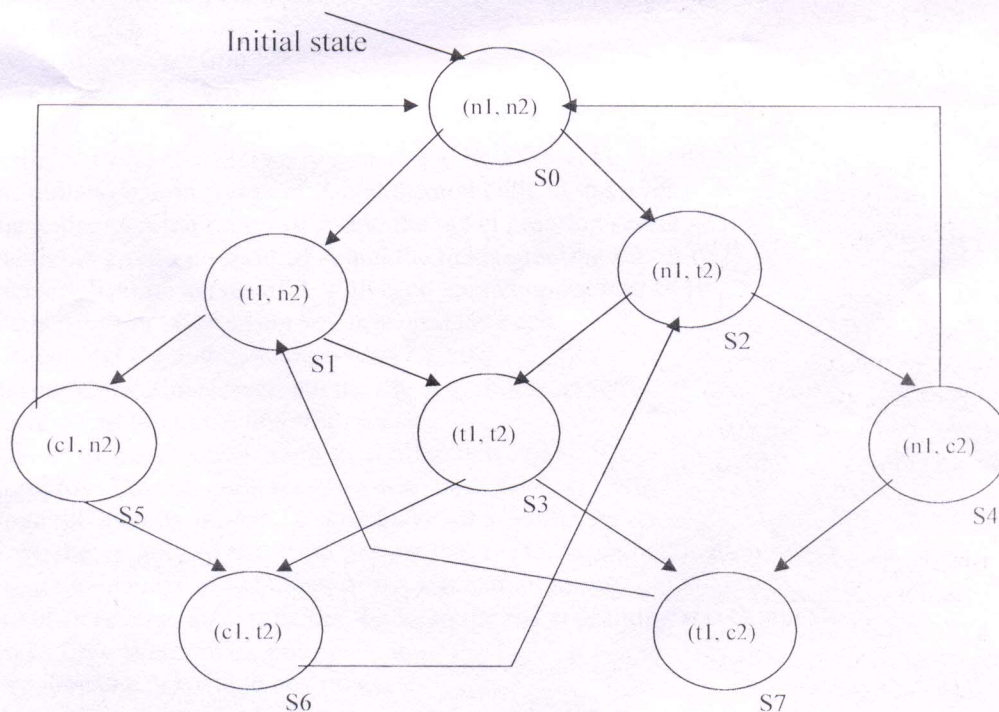 Initial state
(n1, n2)
S0
(t1, n2)
S1
(n1, t2)
S2
(c1, n2)
S5
(t1, t2)
S3
(n1, c2)
S4
(c1, t2)
S6
(t1, c2)
S7